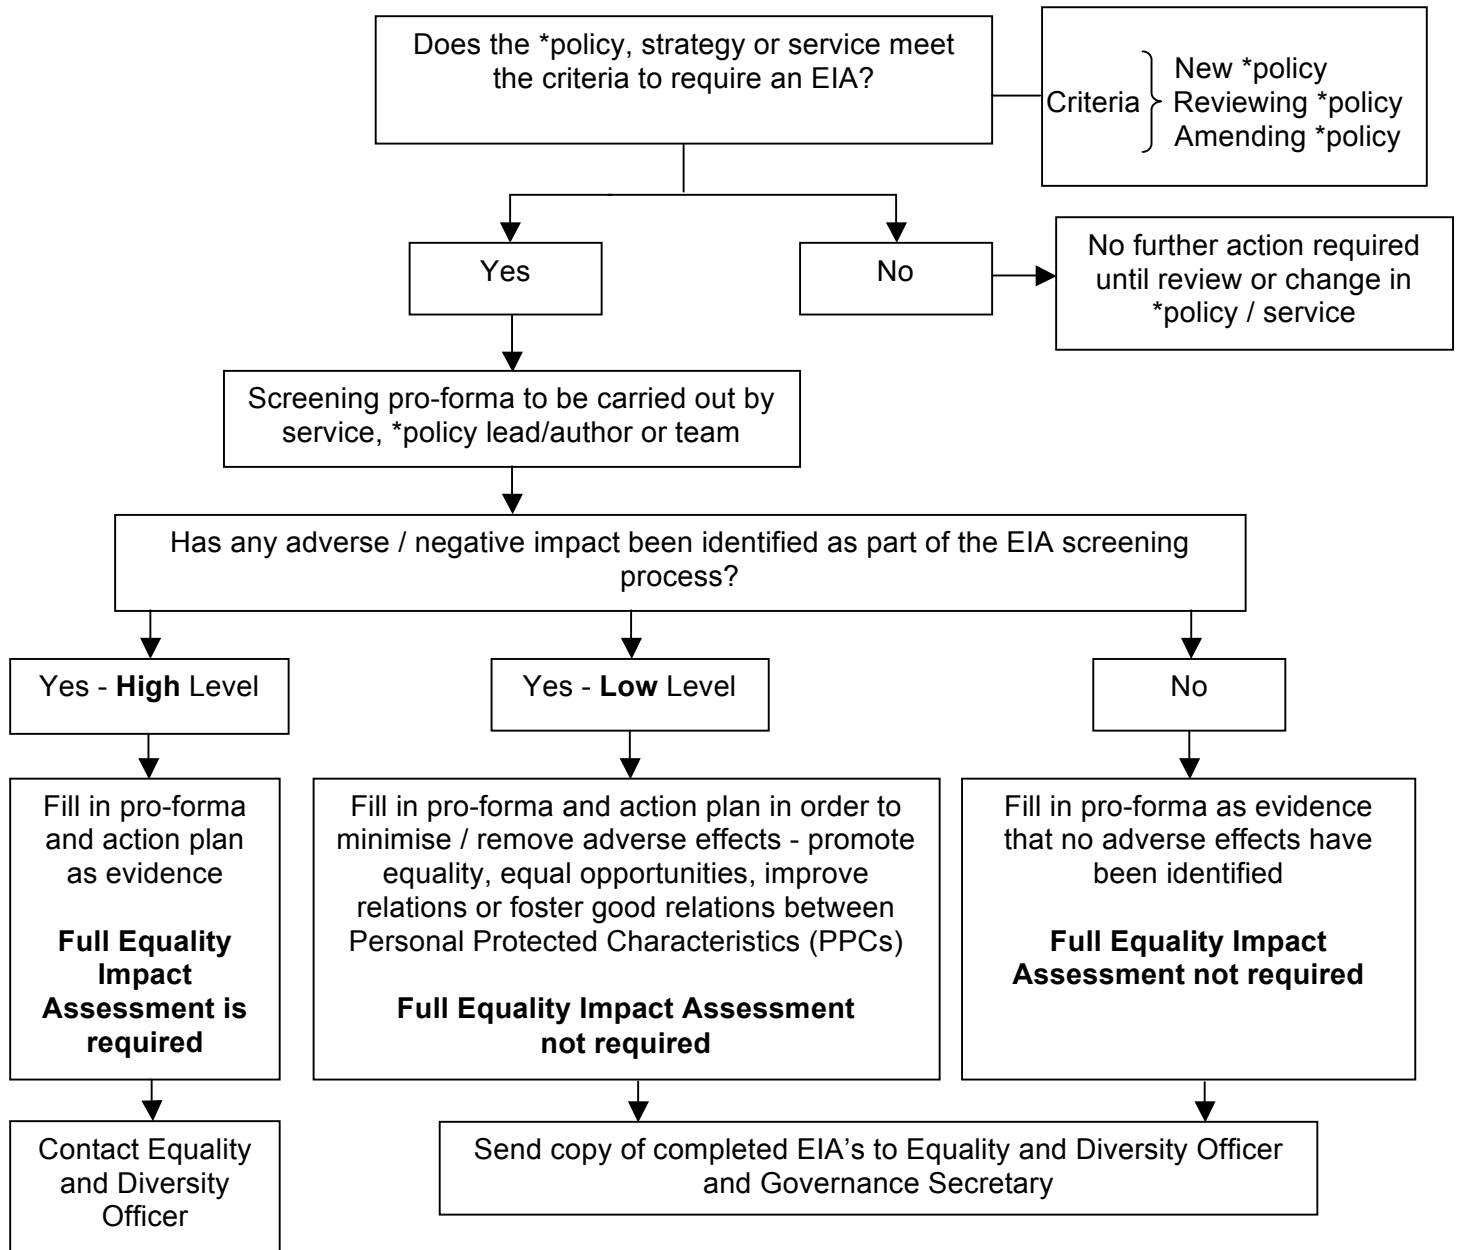 Does the *policy, strategy or service meet
the criteria to require an EIA?
Criteria
New *policy
Reviewing *policy
Amending *policy
Yes
No
No further action required
until review or change in
*policy / service
Screening pro-forma to be carried out by
service, *policy lead/author or team
Has any adverse / negative impact been identified as part of the EIA screening
process?
Yes - High Level
Yes - Low Level
No
Fill in pro-forma
and action plan
as evidence
Full Equality
Impact
Assessment is
required
Fill in pro-forma and action plan in order to
minimise / remove adverse effects - promote
equality, equal opportunities, improve
relations or foster good relations between
Personal Protected Characteristics (PPCs)
Full Equality Impact Assessment
not required
Fill in pro-forma as evidence
that no adverse effects have
been identified
Full Equality Impact
Assessment not required
Contact Equality
and Diversity
Officer
Send copy of completed EIA's to Equality and Diversity Officer
and Governance Secretary